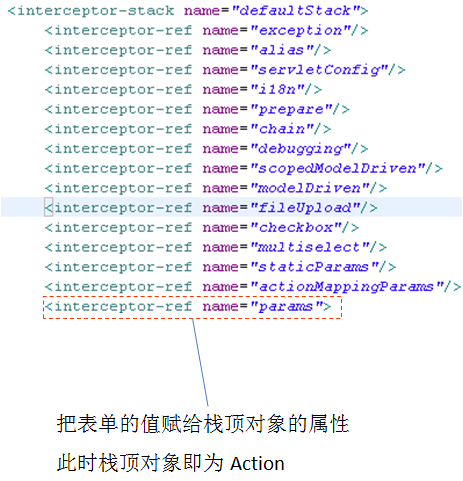 <interceptor-stack name="defaultStack">
<interceptor-ref name="exception"/>
<interceptor-ref name="alias"/>
<interceptor-ref name="servletConfig"/>
<interceptor-ref name="i18n"/>
<interceptor-ref name="prepare"/>
<interceptor-ref name="chain"/>
<interceptor-ref name="debugging"/>
<interceptor-ref name="scopedModelDriven"/>
<interceptor-ref name="modelDriven"/>
<interceptor-ref name="fileUpload"/>
<interceptor-ref name="checkbox"/>
<interceptor-ref name="multiselect"/>
<interceptor-ref name="staticParams"/>
<interceptor-ref name="actionMappingParams"/>
<interceptor-ref name="params">
把表单的值赋给栈顶对象的属性
此时栈顶对象即为 Action